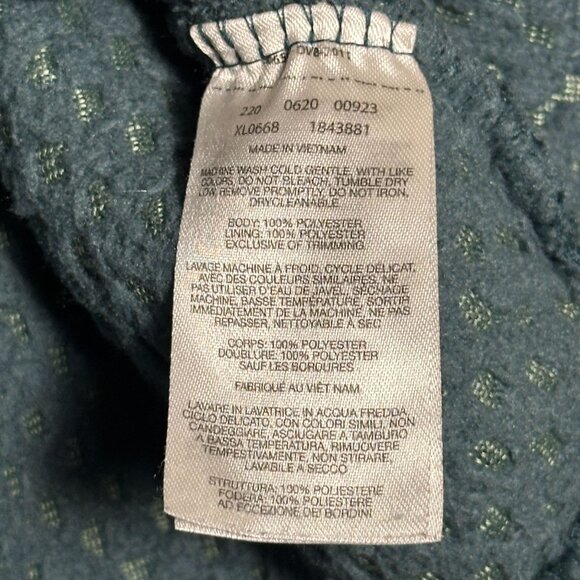 220 0620 00923
XL0668 1843881
MADE IN VIETNAM
MACHINE WASH COLD GENTLE, WITH LIKE
COLORS, DO NOT BLEACH, TUMBLE DRY
LOW, REMOVE PROMPTLY, DO NOT IRON,
DRYCLEANABLE
BODY: 100% POLYESTER
LINING: 100% POLYESTER
EXCLUSIVE OF TRIMMING
LAVAGE MACHINE À FROID, CYCLE DÉLICAT,
AVEC DES COULEURS SIMILAIRES, NE
PAS UTILISER D'EAU DE JAVEL, SÉCHAGE
MACHINE, BASSE TEMPÉRATURE, SORTIR
IMMÉDIATEMENT DE LA MACHINE, NE PAS
REPASSER, NETTOYABLE À SEC
CORPS: 100% POLYESTER
DOUBLURE: 100% POLYESTER
SAUF LES BORDURES
FABRIQUÉ AU VIÊT NAM
LAVARE IN LAVATRICE IN ACQUA FREDDA,
CICLO DELICATO, CON COLORI SIMILI, NON
CANDEGGIARE, ASCIUGARE A TAMBURO
A BASSA TEMPERATURA, RIMUOVERE
TEMPESTIVAMENTE, NON STIRARE,
LAVABILE A SECCO
STRUTTURA: 100% POLIESTERE
FODERA: 100% POLIESTERE
AD ECCEZIONE DEI BORDINI